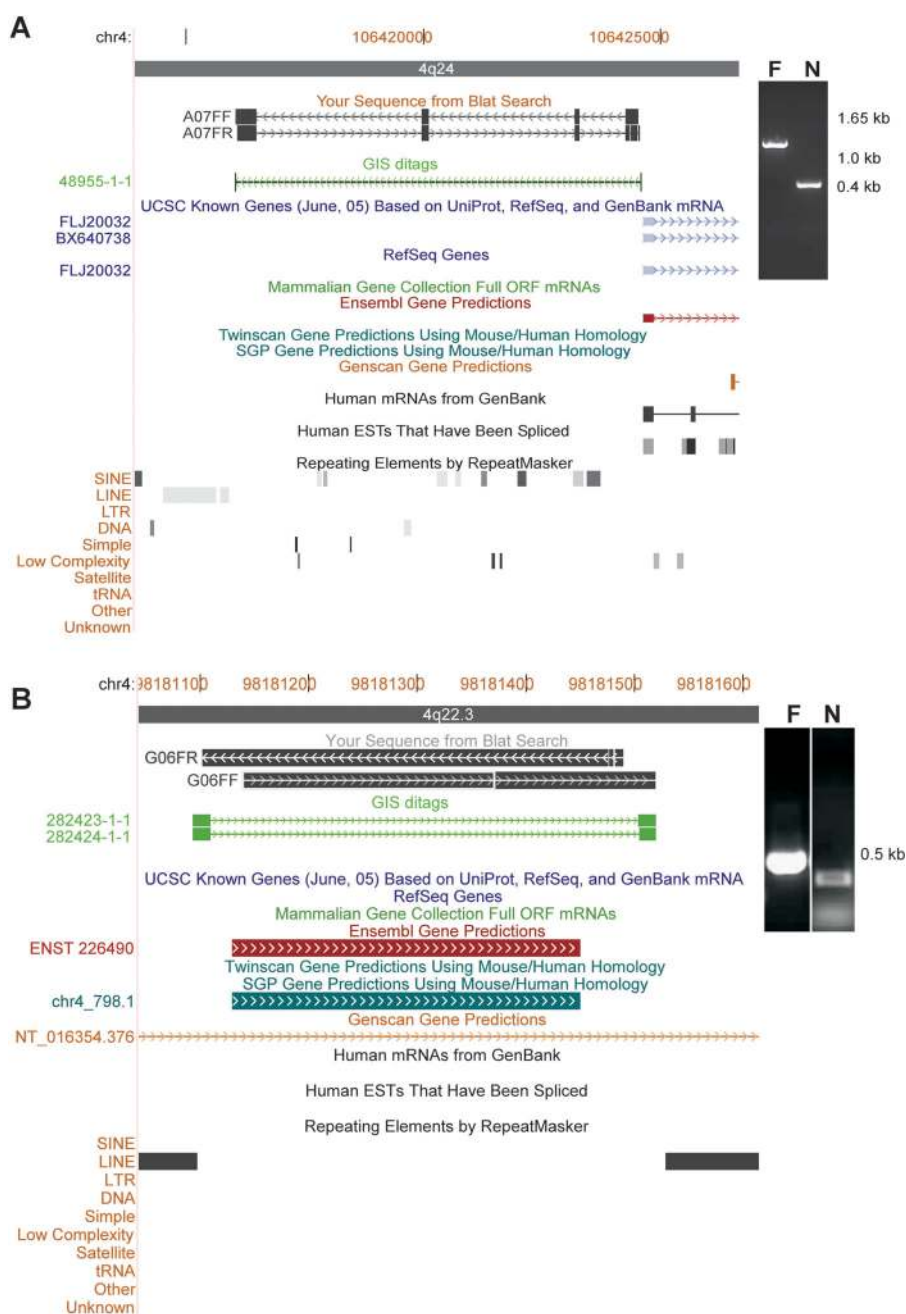 A
chr4:
106420000
106425000
4q24
F N
Your Sequence from Blat Search
A07FF
A07FR
1.65 kb
1.0 kb
0.4 kb
GIS ditags
48955-1-1
UCSC Known Genes (June, 05) Based on UniProt, RefSeq, and GenBank mRNA
FLJ20032
BX640738
RefSeq Genes
FLJ20032
Mammalian Gene Collection Full ORF mRNAs
Ensembl Gene Predictions
Twinscan Gene Predictions Using Mouse/Human Homology
SGP Gene Predictions Using Mouse/Human Homology
Genscan Gene Predictions
Human mRNAs from GenBank
Human ESTs That Have Been Spliced
Repeating Elements by RepeatMasker
SINE
LINE
LTR
DNA
Simple
Low Complexity
Satellite
tRNA
Other
Unknown
B
chr4:
98181100 98181200 98181300 98181400 98181500 98181600
4q22.3
F N
Your Sequence from Blat Search
G06FR
G06FF
GIS ditags
282423-1-1
282424-1-1
0.5 kb
UCSC Known Genes (June, 05) Based on UniProt, RefSeq, and GenBank mRNA
RefSeq Genes
Mammalian Gene Collection Full ORF mRNAs
Ensembl Gene Predictions
ENST 226490
Twinscan Gene Predictions Using Mouse/Human Homology
SGP Gene Predictions Using Mouse/Human Homology
chr4_798.1
Genscan Gene Predictions
NT_016354.376
Human mRNAs from GenBank
Human ESTs That Have Been Spliced
Repeating Elements by RepeatMasker
SINE
LINE
LTR
DNA
Simple
Low Complexity
Satellite
tRNA
Other
Unknown